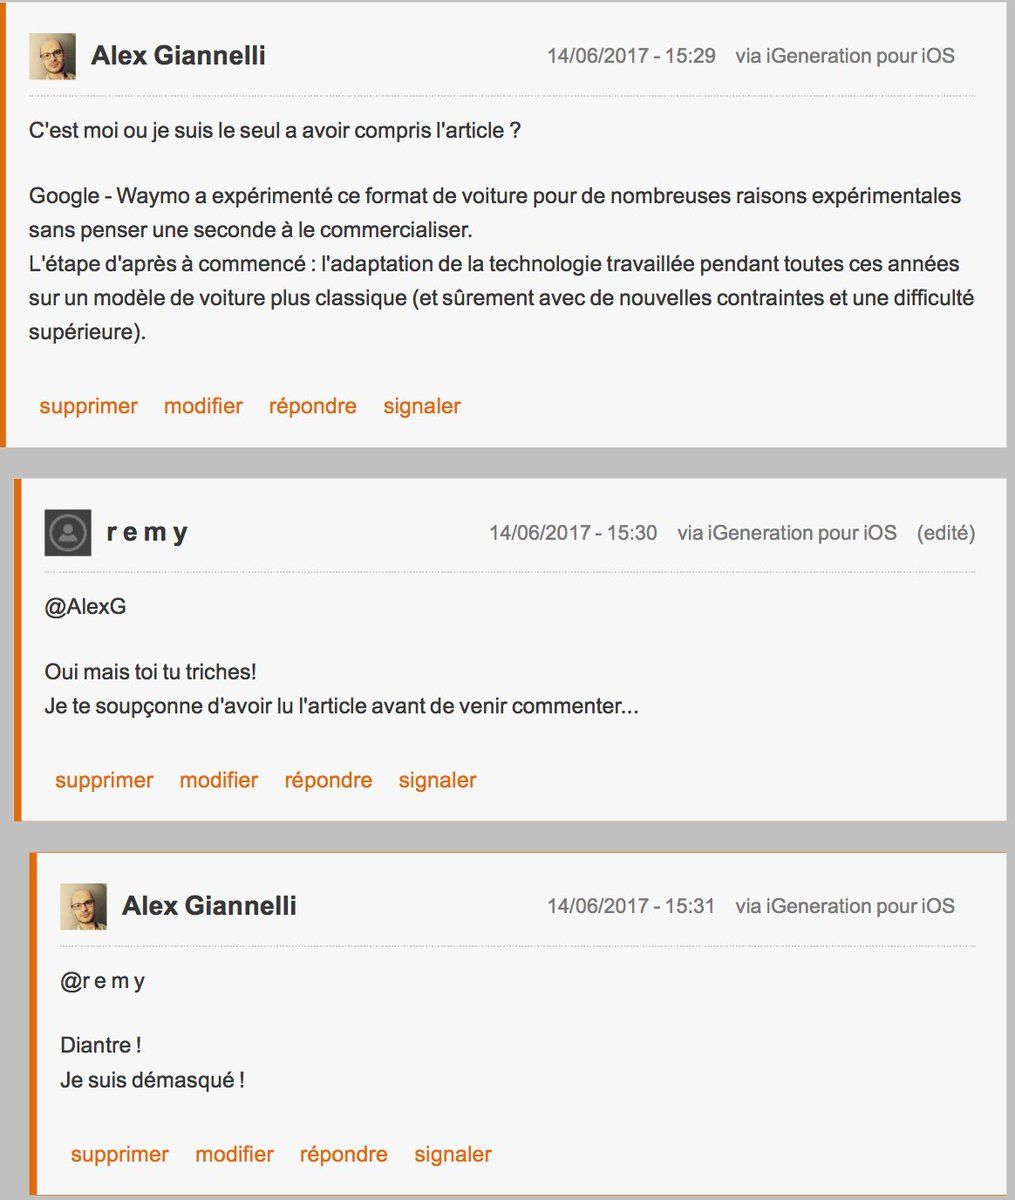 Alex Giannelli 14/06/2017 - 15:29 via iGeneration pour iOS
C'est moi ou je suis le seul a avoir compris l'article ?
Google - Waymo a expérimenté ce format de voiture pour de nombreuses raisons expérimentales
sans penser une seconde à le commercialiser.
L'étape d'après à commencé : l'adaptation de la technologie travaillée pendant toutes ces années
sur un modèle de voiture plus classique (et sûrement avec de nouvelles contraintes et une difficulté
supérieure).
supprimer modifier répondre signaler
r e m y 14/06/2017 - 15:30 via iGeneration pour iOS (edité)
@AlexG
Oui mais toi tu triches!
Je te soupçonne d'avoir lu l'article avant de venir commenter...
supprimer modifier répondre signaler
Alex Giannelli 14/06/2017 - 15:31 via iGeneration pour iOS
@r e m y
Diantre !
Je suis démasqué !
supprimer modifier répondre signaler